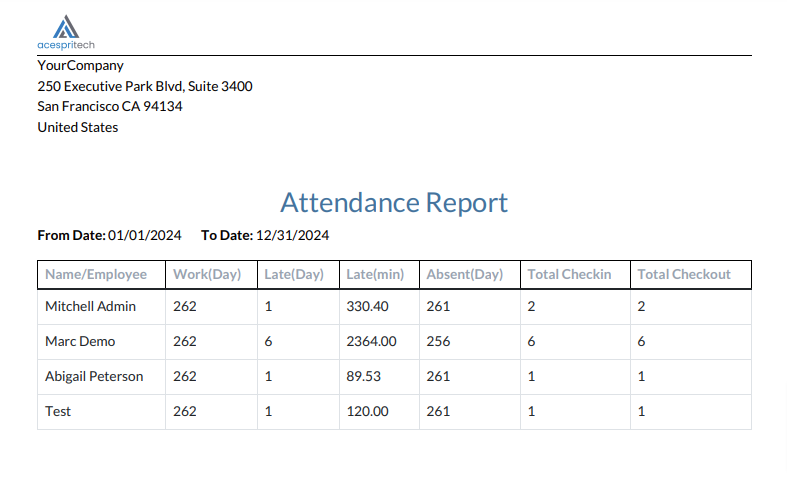 acespritech
YourCompany
250 Executive Park Blvd, Suite 3400
San Francisco CA 94134
United States
Attendance Report
From Date: 01/01/2024 To Date: 12/31/2024
Name/Employee Work(Day) Late(Day) Late(min) Absent(Day) Total Checkin Total Checkout
Mitchell Admin 262 1 330.40 261 2 2
Marc Demo 262 6 2364.00 256 6 6
Abigail Peterson 262 1 89.53 261 1 1
Test 262 1 120.00 261 1 1